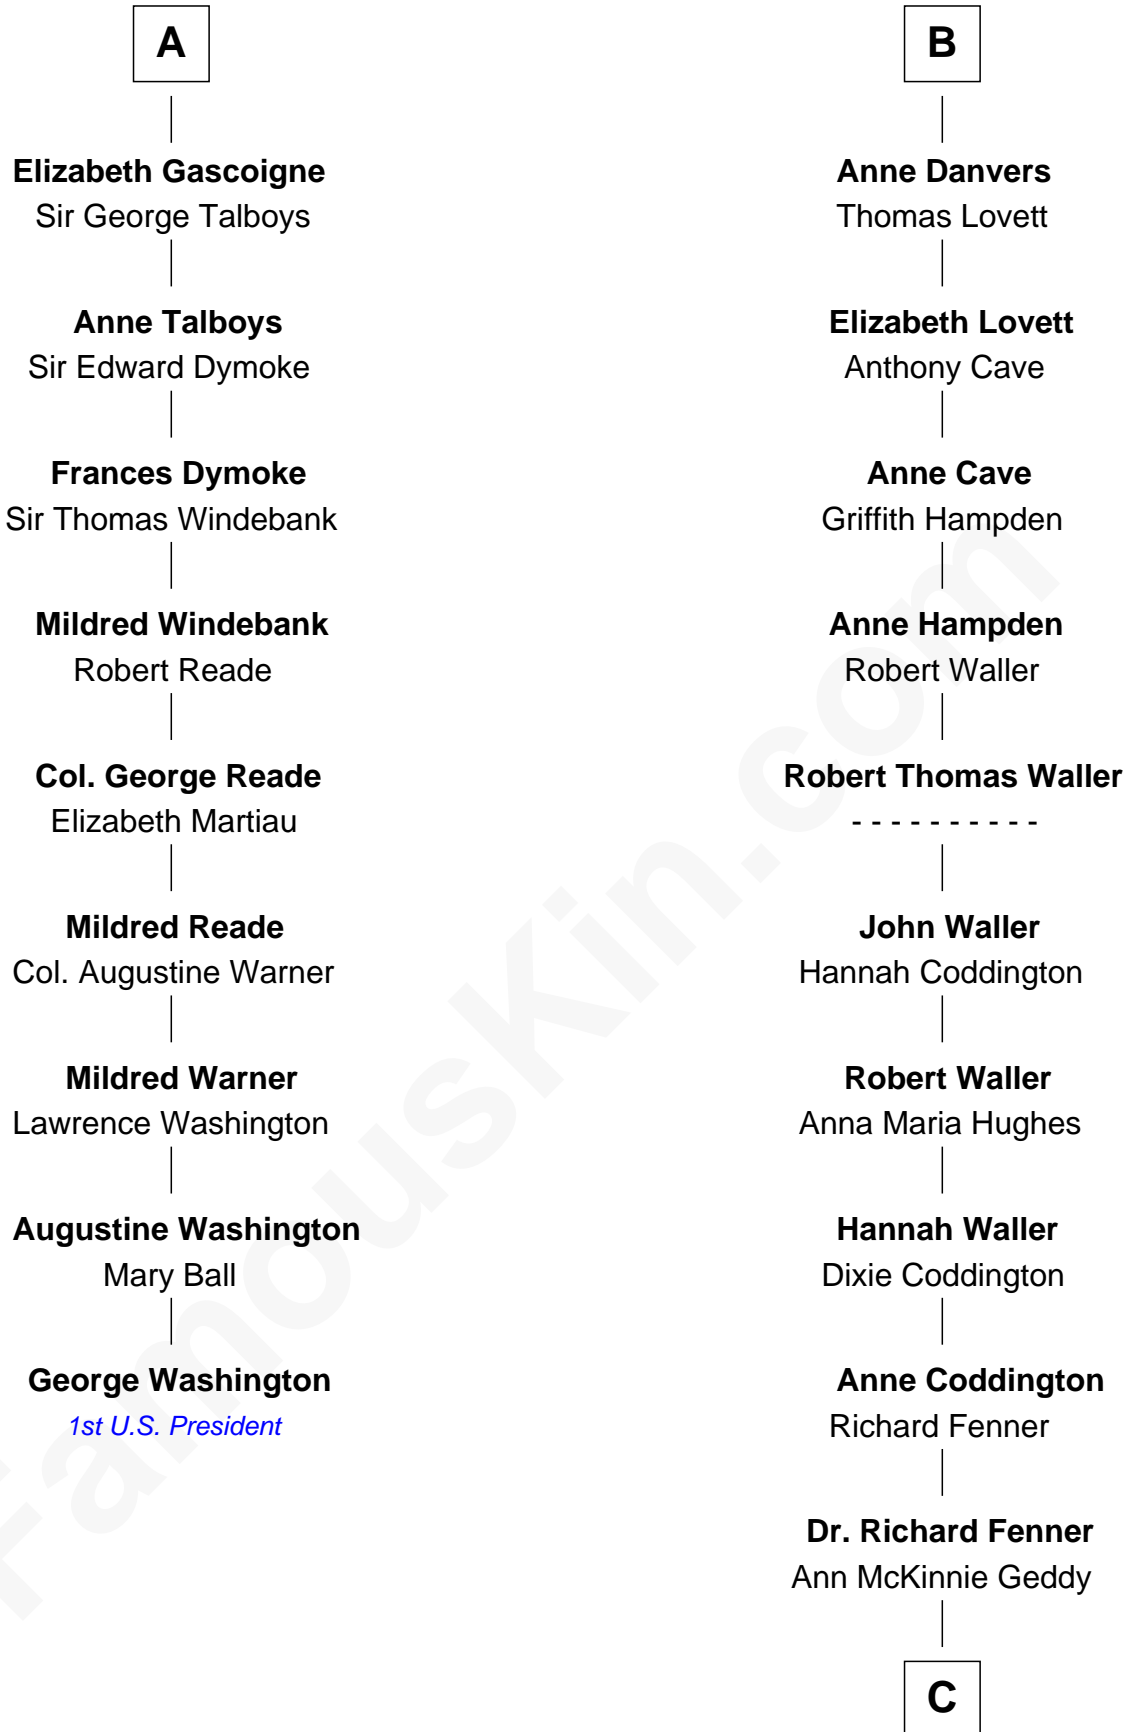 A
Elizabeth Gascoigne
Sir George Talboys
Anne Talboys
Sir Edward Dymoke
Frances Dymoke
Sir Thomas Windebank
Mildred Windebank
Robert Reade
Col. George Reade
Elizabeth Martiau
Mildred Reade
Col. Augustine Warner
Mildred Warner
Lawrence Washington
Augustine Washington
Mary Ball
George Washington
1st U.S. President
B
Anne Danvers
Thomas Lovett
Elizabeth Lovett
Anthony Cave
Anne Cave
Griffith Hampden
Anne Hampden
Robert Waller
Robert Thomas Waller
- - - - - - - - - -
John Waller
Hannah Coddington
Robert Waller
Anna Maria Hughes
Hannah Waller
Dixie Coddington
Anne Coddington
Richard Fenner
Dr. Richard Fenner
Ann McKinnie Geddy
C
FamousKin.com